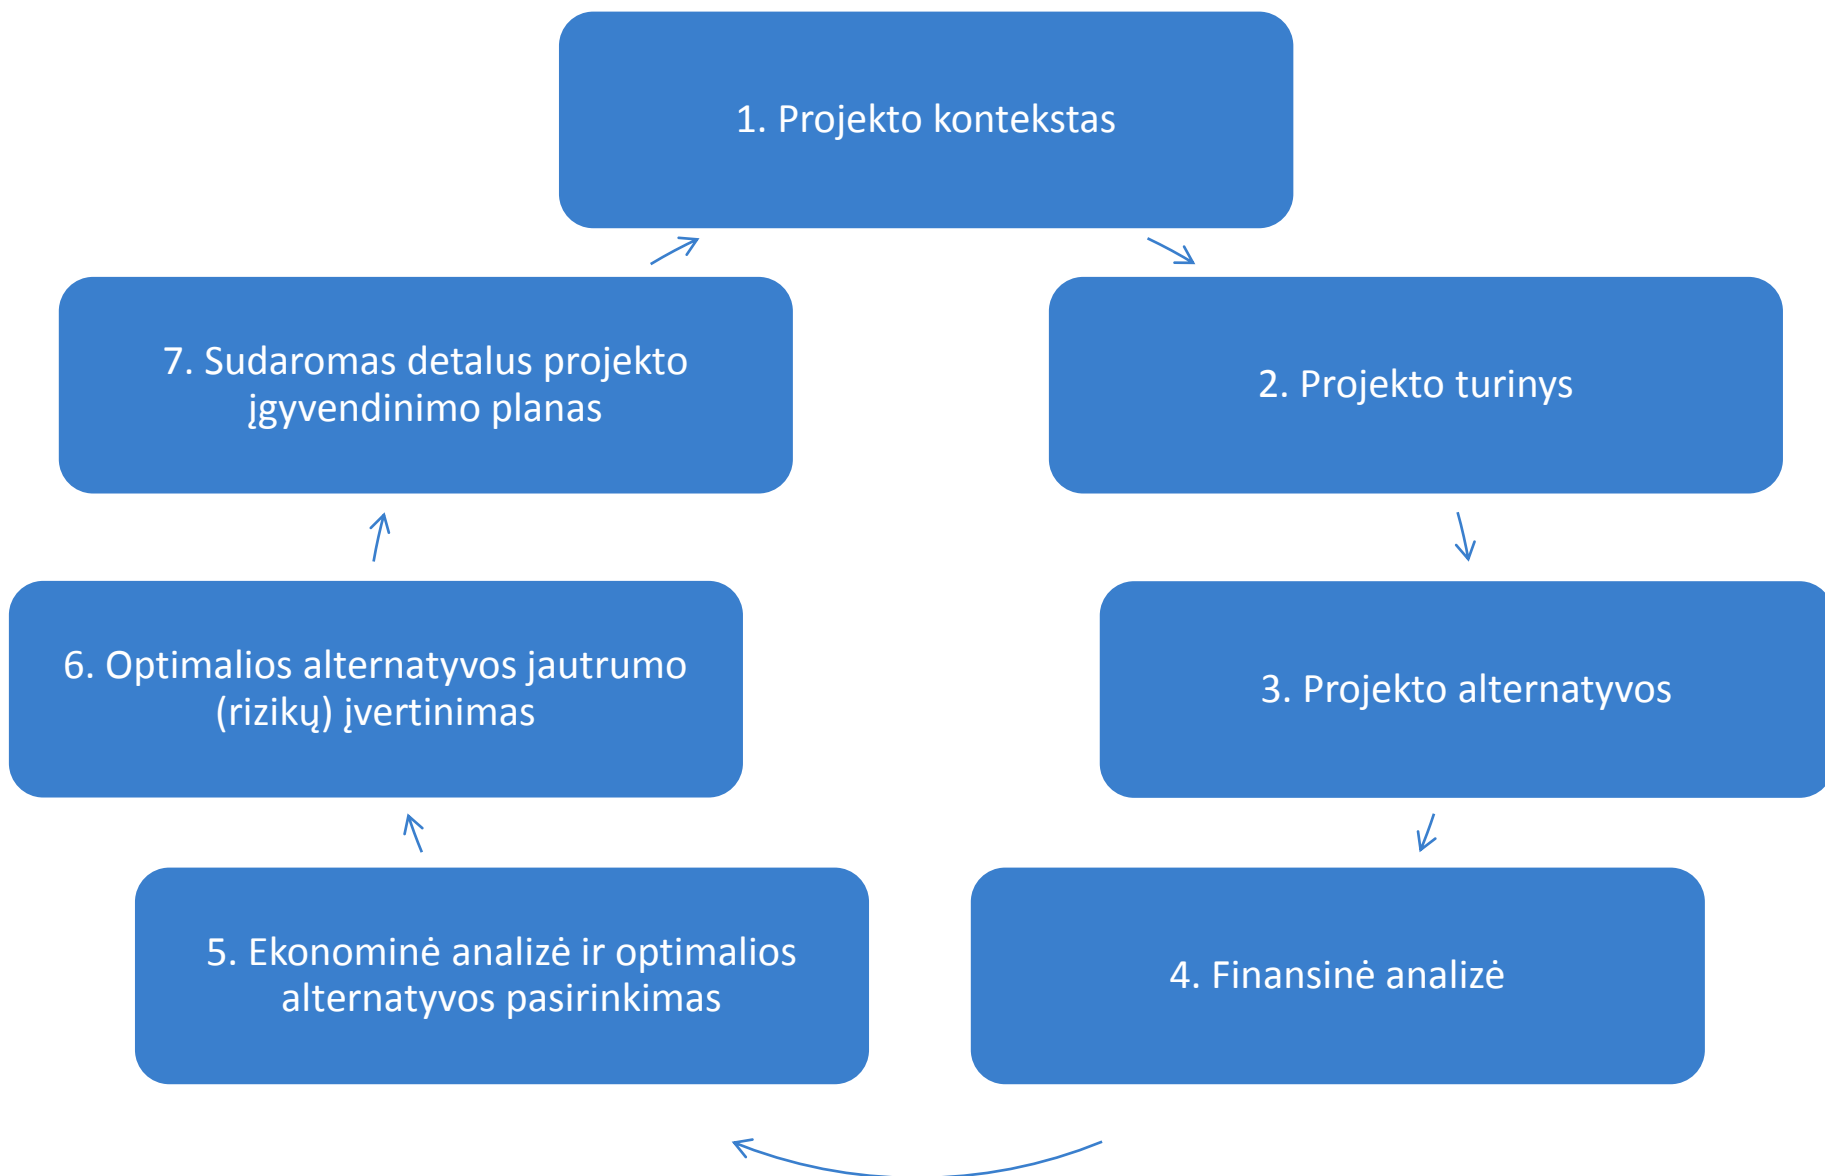 1. Projekto kontekstas
2. Projekto turinys
3. Projekto alternatyvos
4. Finansinė analizė
5. Ekonominė analizė ir optimalios
alternatyvos pasirinkimas
6. Optimalios alternatyvos jautrumo
(rizikų) įvertinimas
7. Sudaromas detalus projekto
įgyvendinimo planas